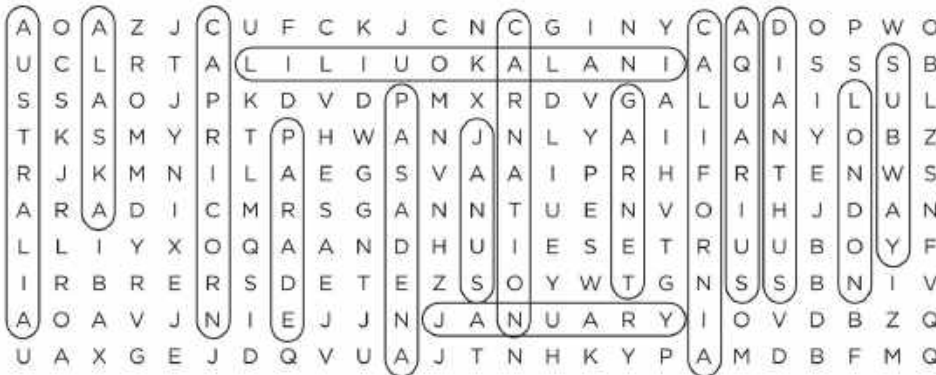 A O A Z J C U F C K J C N C G I N Y C A D O P W O
U C L R T A L I L I U O K A L A N I A Q I S S S B
S S A O J P K D V D P M X R D V G A L U A I L U L
T K S M Y R T P H W A N J N L Y A I I A N Y O B Z
R J K M N I L A E G S V A A I P R H F R T E N W S
A R A D I C M R S G A N N T U E N V O I H J D A N
L L I Y X O Q A A N D H U I E S E T R U U B O Y F
I R B R E R S D E T E Z S O Y W T G N S S B N I V
A O A V J N I E J J N J A N U A R Y I O V D B Z Q
U A X G E J D Q V U A J T N H K Y P A M D B F M Q